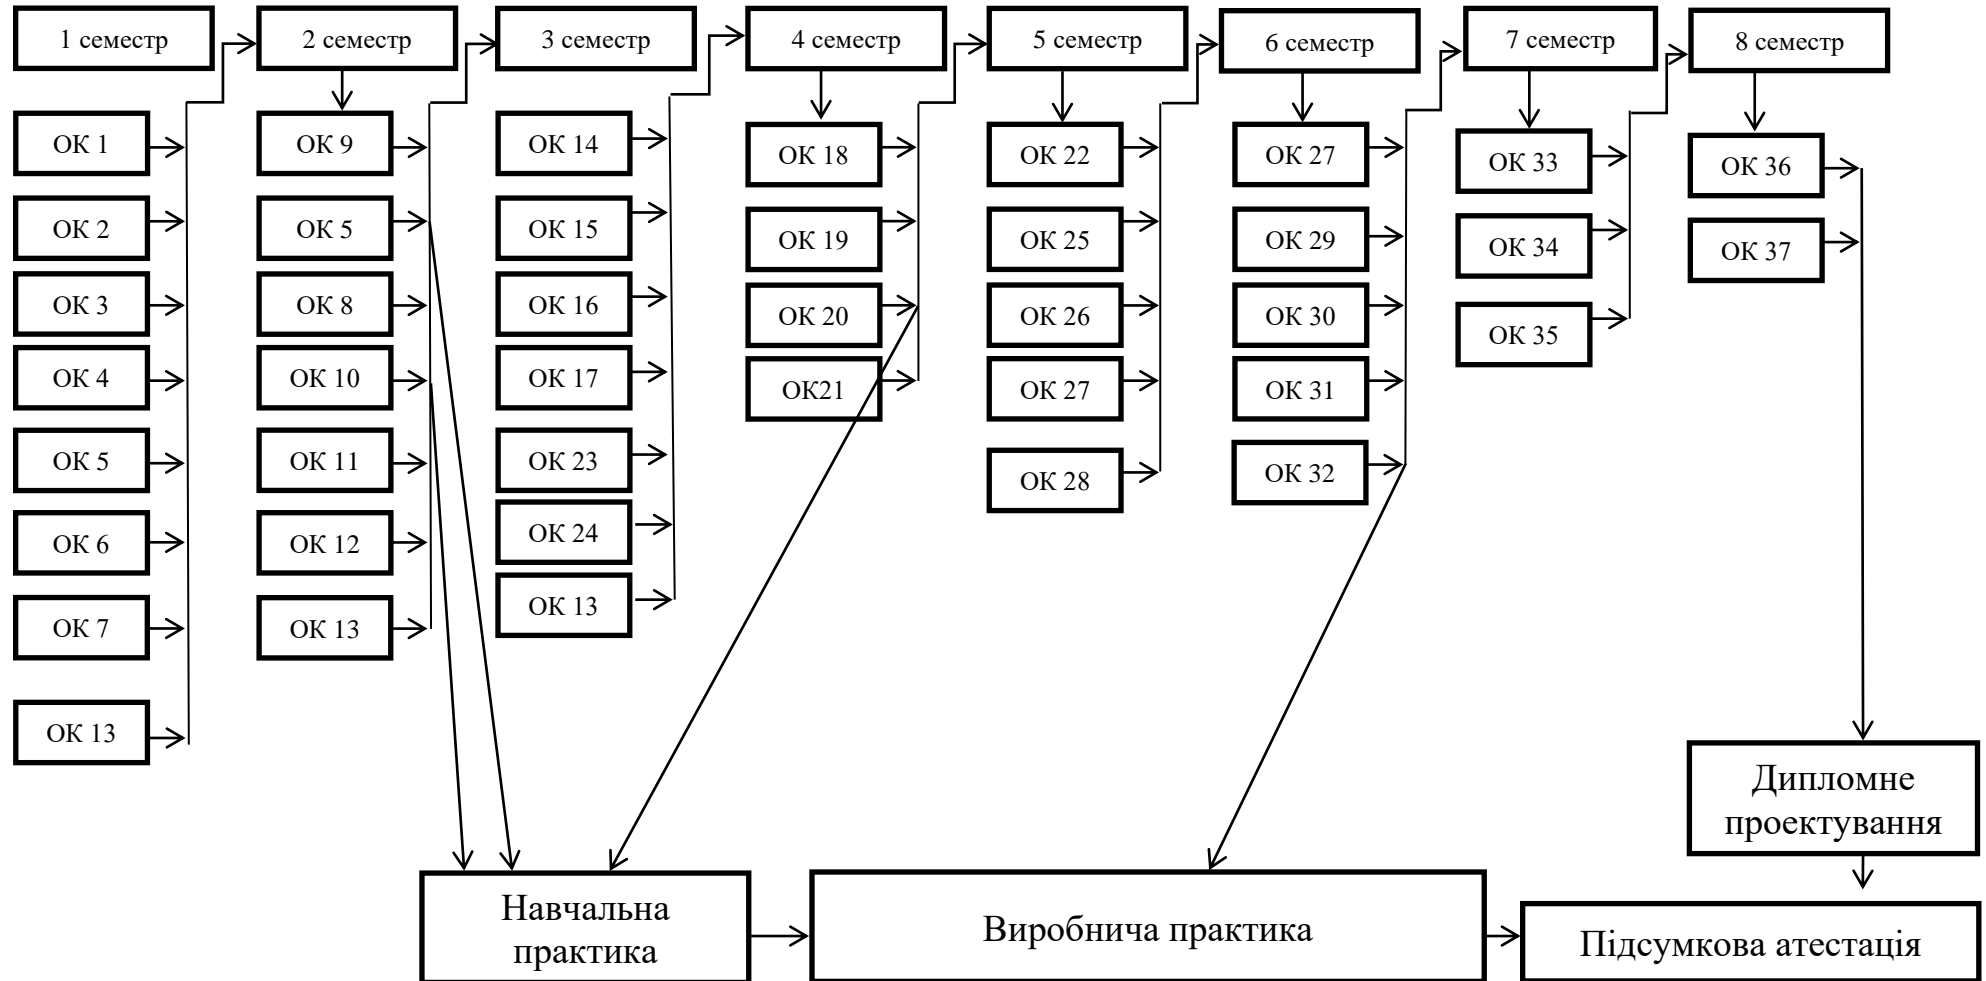 1 семестр
2 семестр
3 семестр
4 семестр
5 семестр
6 семестр
7 семестр
8 семестр
ОК 1
ОК 2
ОК 3
ОК 4
ОК 5
ОК 6
ОК 7
ОК 13
ОК 9
ОК 5
ОК 8
ОК 10
ОК 11
ОК 12
ОК 13
ОК 14
ОК 15
ОК 16
ОК 17
ОК 23
ОК 24
ОК 13
ОК 18
ОК 19
ОК 20
ОК21
ОК 22
ОК 25
ОК 26
ОК 27
ОК 28
ОК 27
ОК 29
ОК 30
ОК 31
ОК 32
ОК 33
ОК 34
ОК 35
ОК 36
ОК 37
Дипломне
проектування
Навчальна
практика
Виробнича практика
Підсумкова атестація